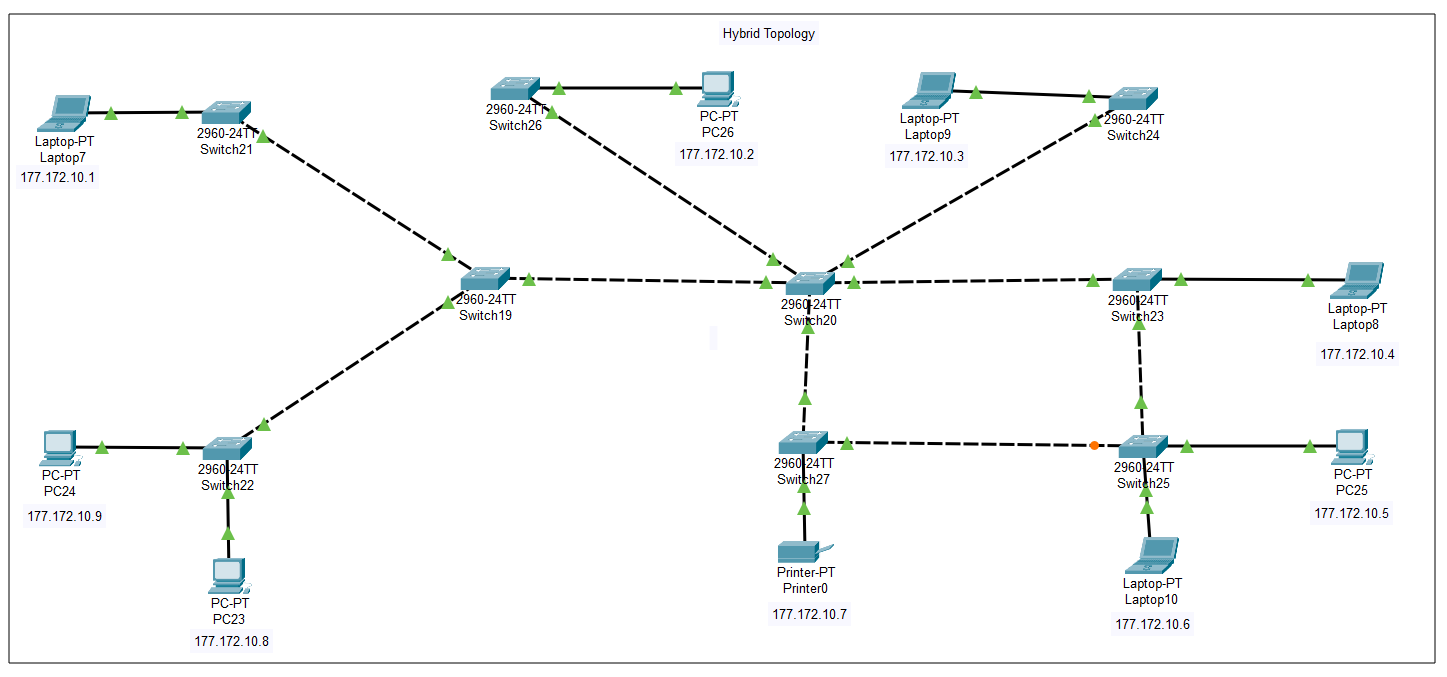 Hybrid Topology
Laptop-PT
Laptop7
177.172.10.1
2960-24TT
Switch21
2960-24TT
Switch26
PC-PT
PC26
177.172.10.2
Laptop-PT
Laptop9
177.172.10.3
2960-24TT
Switch24
2960-24TT
Switch19
2960-24TT
Switch20
2960-24TT
Switch23
Laptop-PT
Laptop8
177.172.10.4
PC-PT
PC24
177.172.10.9
2960-24TT
Switch22
2960-24TT
Switch27
2960-24TT
Switch25
PC-PT
PC25
177.172.10.5
PC-PT
PC23
177.172.10.8
Printer-PT
Printer0
177.172.10.7
Laptop-PT
Laptop10
177.172.10.6